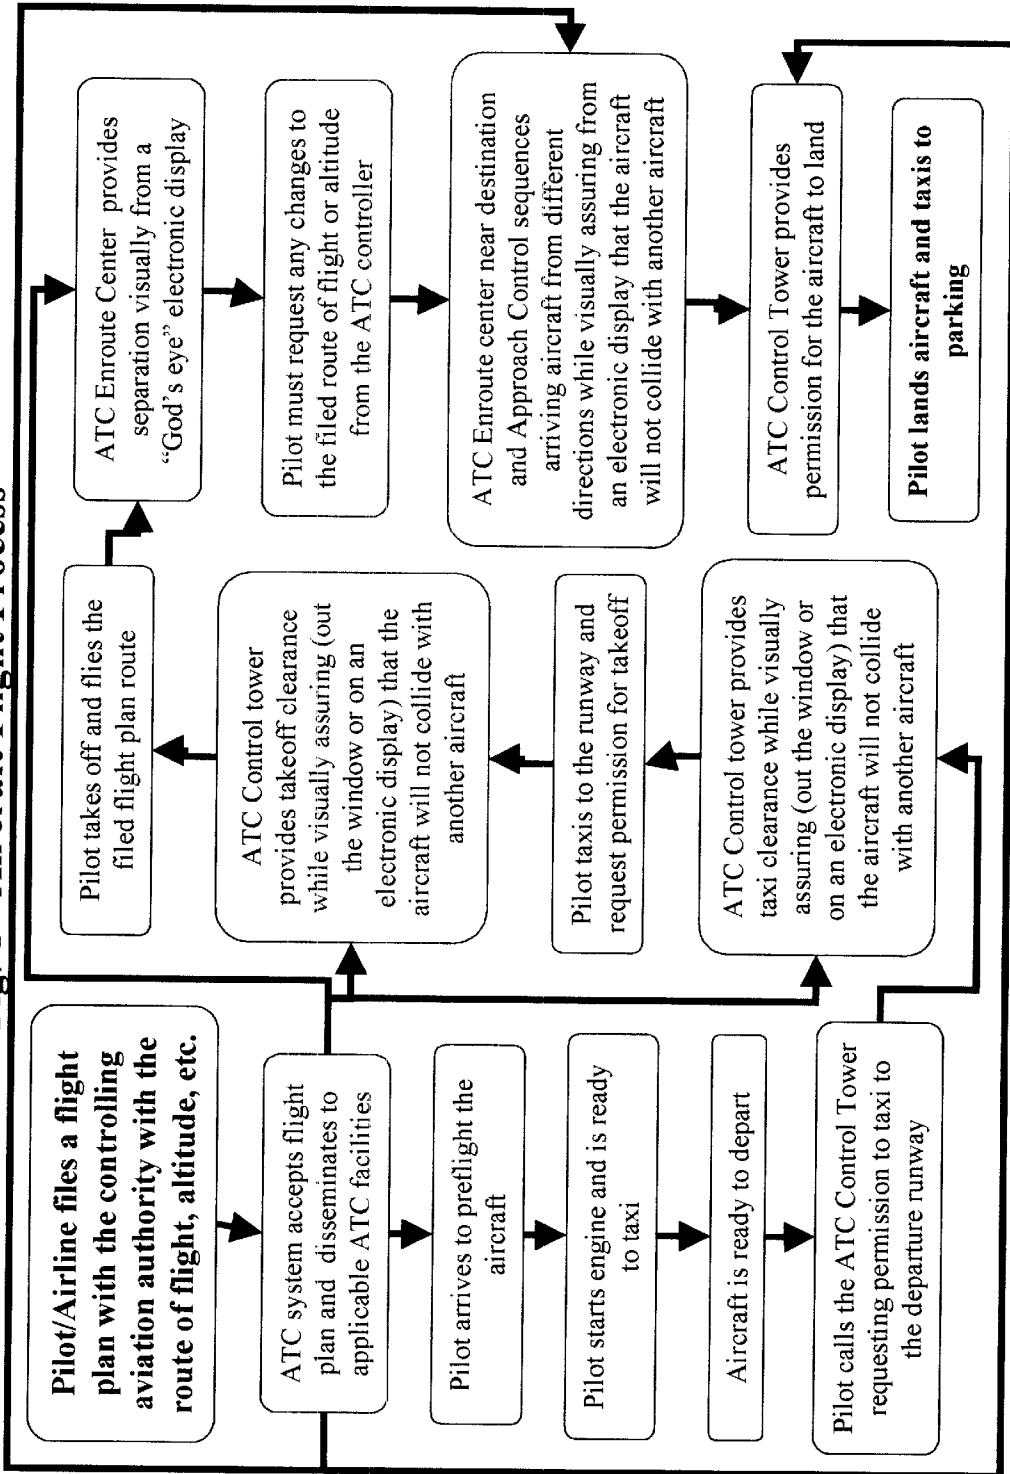 Aircraft Flight Process
Pilot/Airline files a flight
plan with the controlling
aviation authority with the
route of flight, altitude, etc.
ATC system accepts flight
plan and disseminates to
applicable ATC facilities
Pilot arrives to preflight the
aircraft
Pilot starts engine and is ready
to taxi
Aircraft is ready to depart
Pilot calls the ATC Control Tower
requesting permission to taxi to
the departure runway
ATC Control tower provides
taxi clearance while visually
assuring (out the window or
on an electronic display) that
the aircraft will not collide
with another aircraft
Pilot taxis to the runway and
request permission for takeoff
ATC Control tower
provides takeoff clearance
while visually assuring (out
the window or on an
electronic display) that the
aircraft will not collide with
another aircraft
Pilot takes off and flies the
filed flight plan route
ATC Enroute Center provides
separation visually from a
“God’s eye” electronic display
Pilot must request any changes to
the filed route of flight or altitude
from the ATC controller
ATC Enroute center near destination
and Approach Control sequences
arriving aircraft from different
directions while visually assuring from
an electronic display that the aircraft
will not collide with another aircraft
ATC Control Tower provides
permission for the aircraft to land
Pilot lands aircraft and taxis to
parking